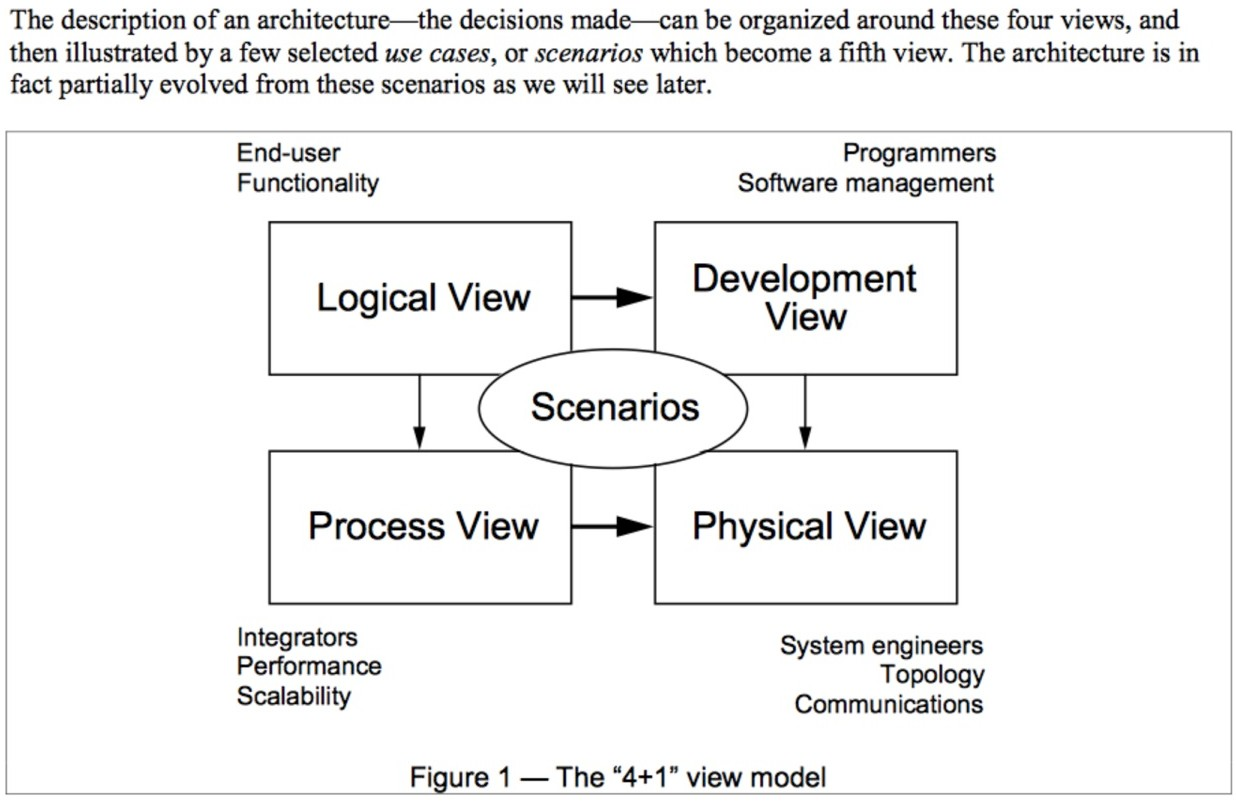 The description of an architecture—the decisions made—can be organized around these four views, and
then illustrated by a few selected use cases, or scenarios which become a fifth view. The architecture is in
fact partially evolved from these scenarios as we will see later.
End-user
Functionality
Programmers
Software management
Logical View
Development
View
Scenarios
Process View
Physical View
Integrators
Performance
Scalability
System engineers
Topology
Communications
Figure 1 — The “4+1” view model